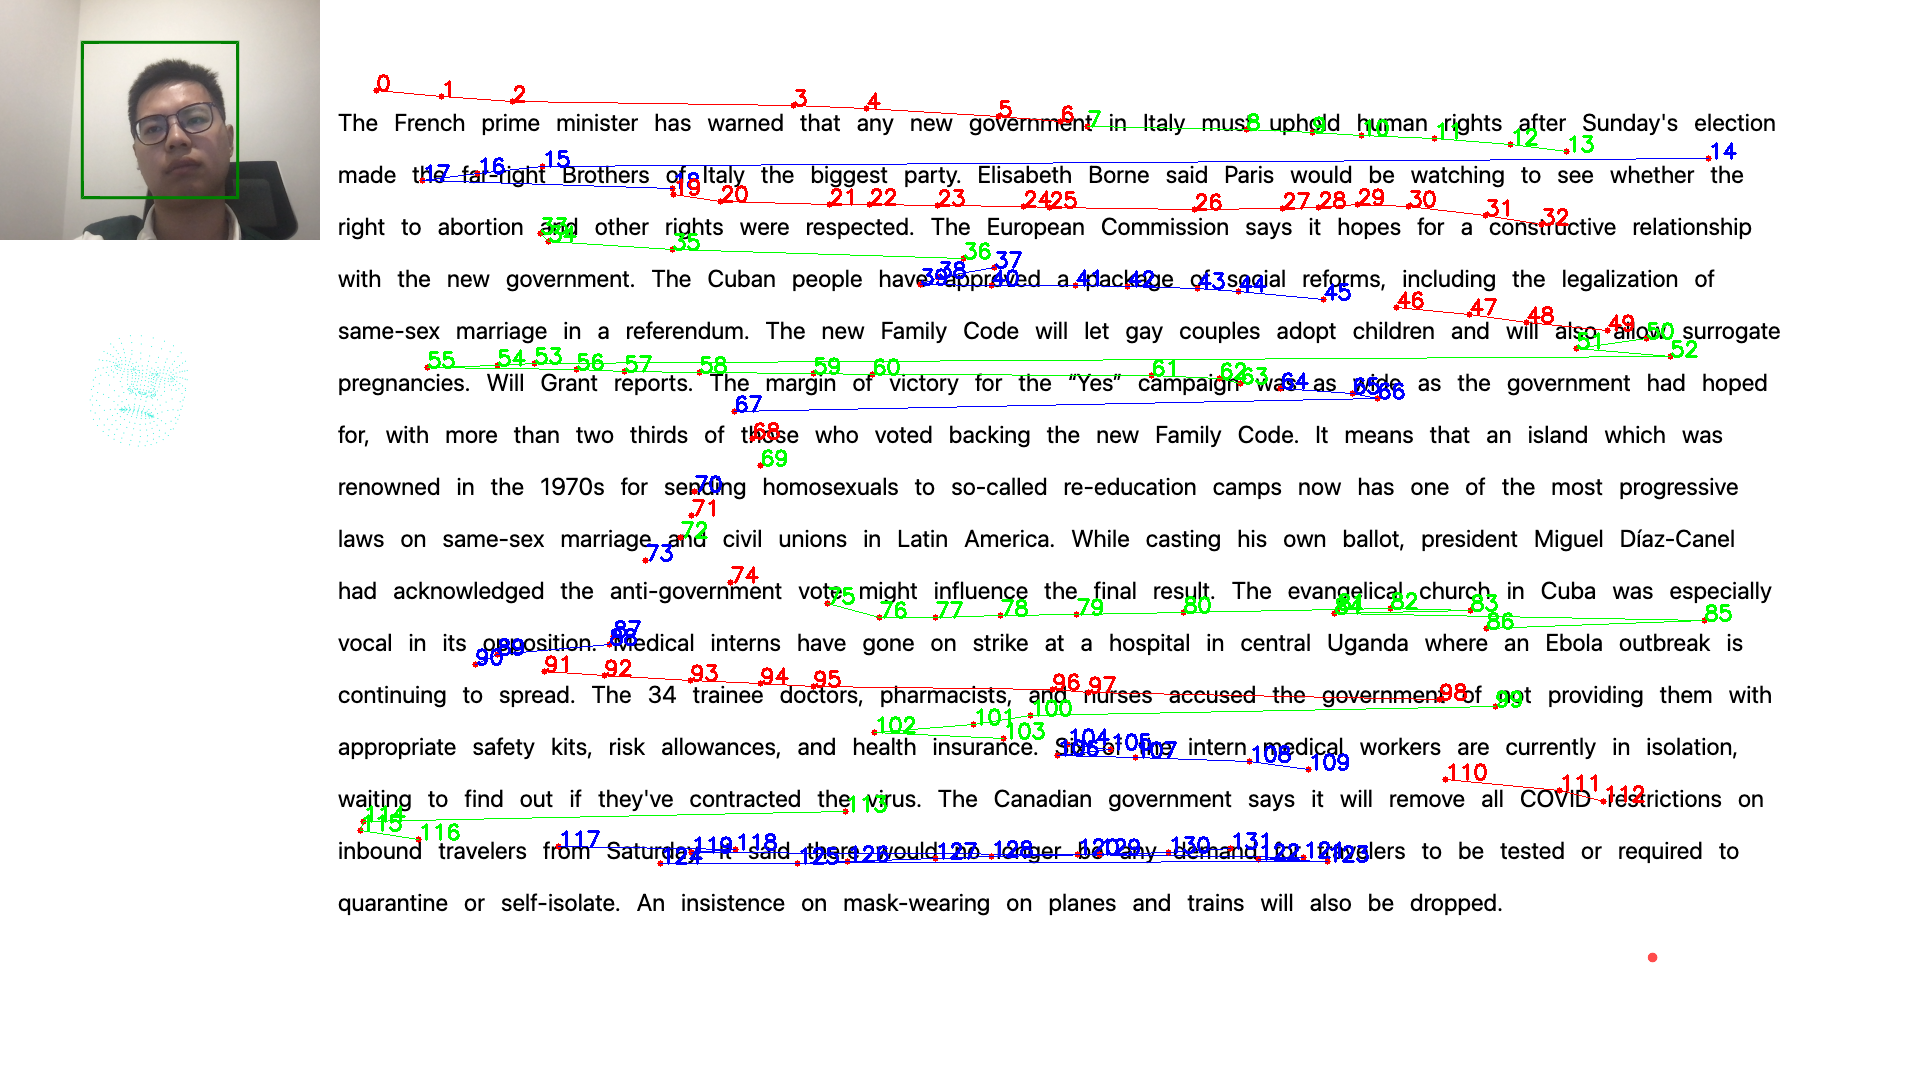 The French prime minister has warned that any new government in Italy must uphold human rights after Sunday's election
made the far-right Brothers of Italy the biggest party. Elisabeth Borne said Paris would be watching to see whether the
right to abortion and other rights were respected. The European Commission says it hopes for a constructive relationship
with the new government. The Cuban people have approved a package of social reforms, including the legalization of
same-sex marriage in a referendum. The new Family Code will let gay couples adopt children and will also allow surrogate
pregnancies. Will Grant reports. The margin of victory for the “Yes” campaign was as wide as the government had hoped
for, with more than two thirds of those who voted backing the new Family Code. It means that an island which was
renowned in the 1970s for sending homosexuals to so-called re-education camps now has one of the most progressive
laws on same-sex marriage and civil unions in Latin America. While casting his own ballot, president Miguel Díaz-Canel
had acknowledged the anti-government vote might influence the final result. The evangelical church in Cuba was especially
vocal in its opposition. Medical interns have gone on strike at a hospital in central Uganda where an Ebola outbreak is
continuing to spread. The 34 trainee doctors, pharmacists, and nurses accused the government of not providing them with
appropriate safety kits, risk allowances, and health insurance. Six of the intern medical workers are currently in isolation,
waiting to find out if they've contracted the virus. The Canadian government says it will remove all COVID restrictions on
inbound travelers from Saturday. It said there would no longer be any demand for travelers to be tested or required to
quarantine or self-isolate. An insistence on mask-wearing on planes and trains will also be dropped.